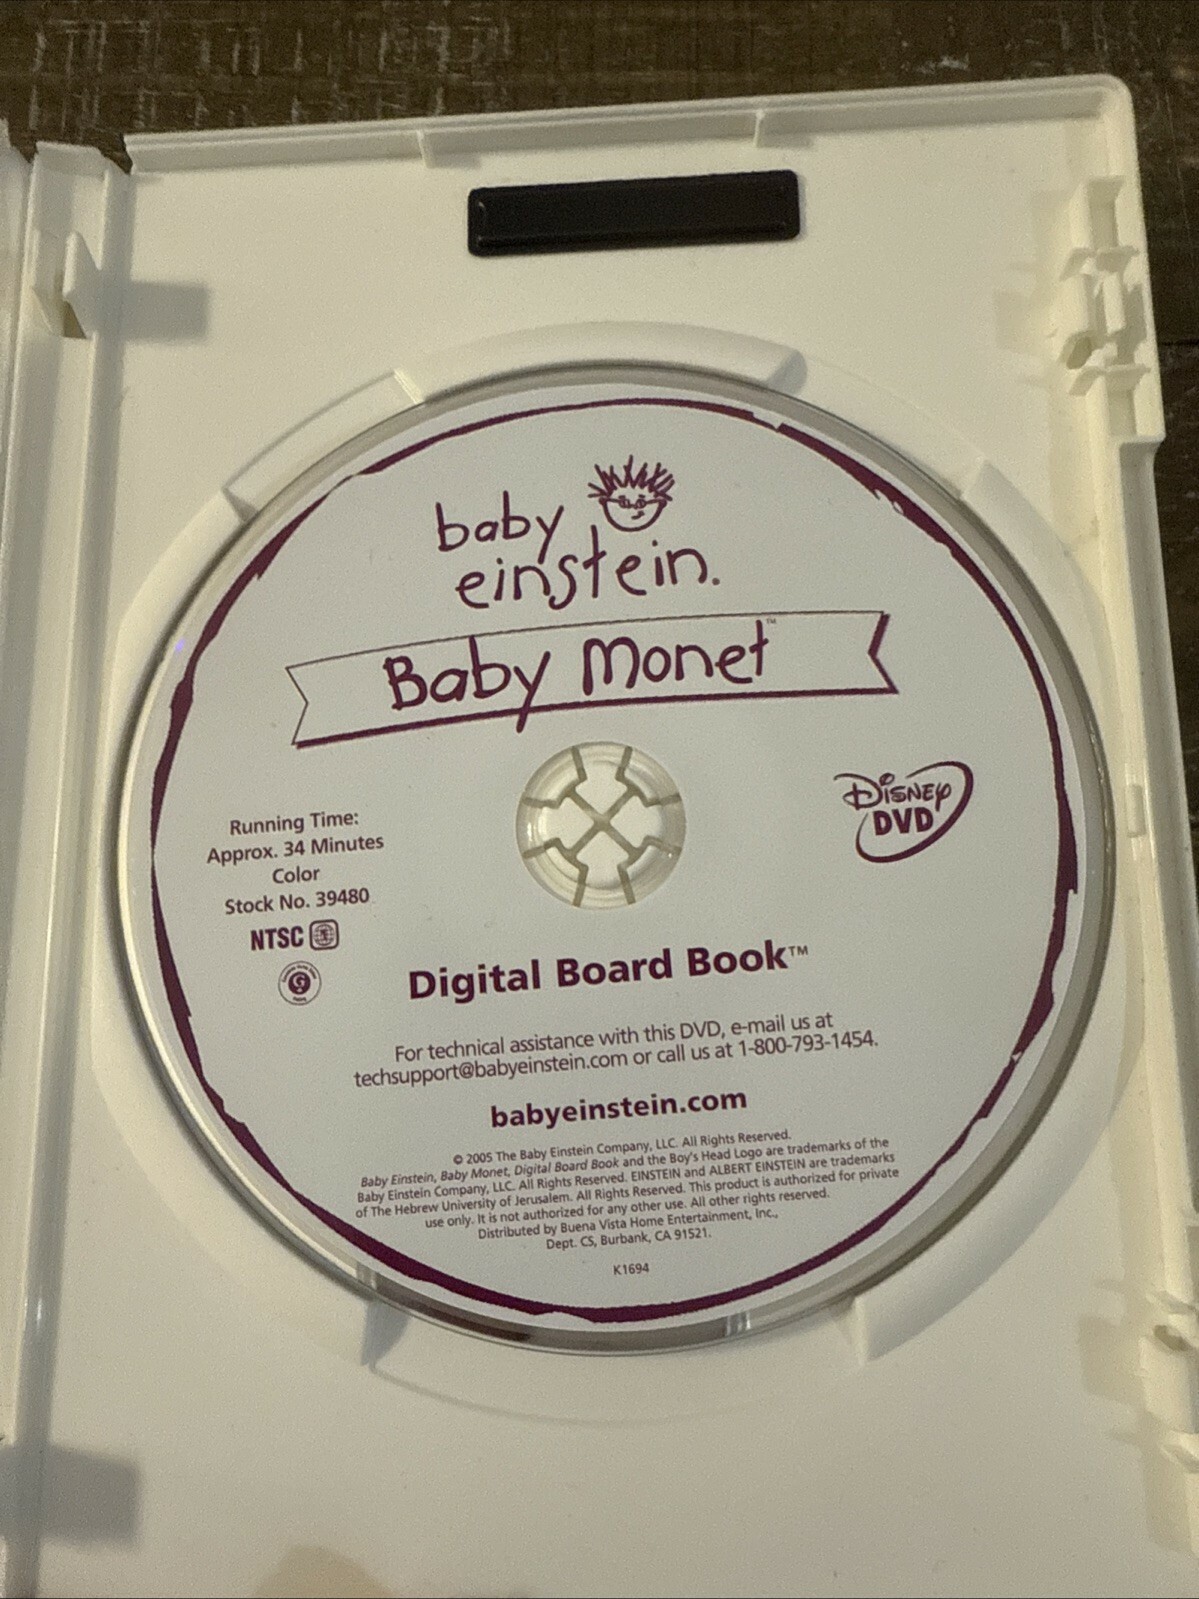 baby
einstein.
Baby Monet™
Disney
DVD
Running Time:
Approx. 34 Minutes
Color
Stock No. 39480
NTSC
Digital Board Book™
For technical assistance with this DVD, e-mail us at
techsupport@babyeinstein.com or call us at 1-800-793-1454.
babyeinstein.com
© 2005 The Baby Einstein Company, LLC. All Rights Reserved.
Baby Einstein, Baby Monet, Digital Board Book and the Boy's Head Logo are trademarks of the
Baby Einstein Company, LLC. All Rights Reserved. EINSTEIN and ALBERT EINSTEIN are trademarks
of The Hebrew University of Jerusalem. All Rights Reserved. This product is authorized for private
use only. It is not authorized for any other use. All other rights reserved.
Distributed by Buena Vista Home Entertainment, Inc.,
Dept. CS, Burbank, CA 91521.
K1694